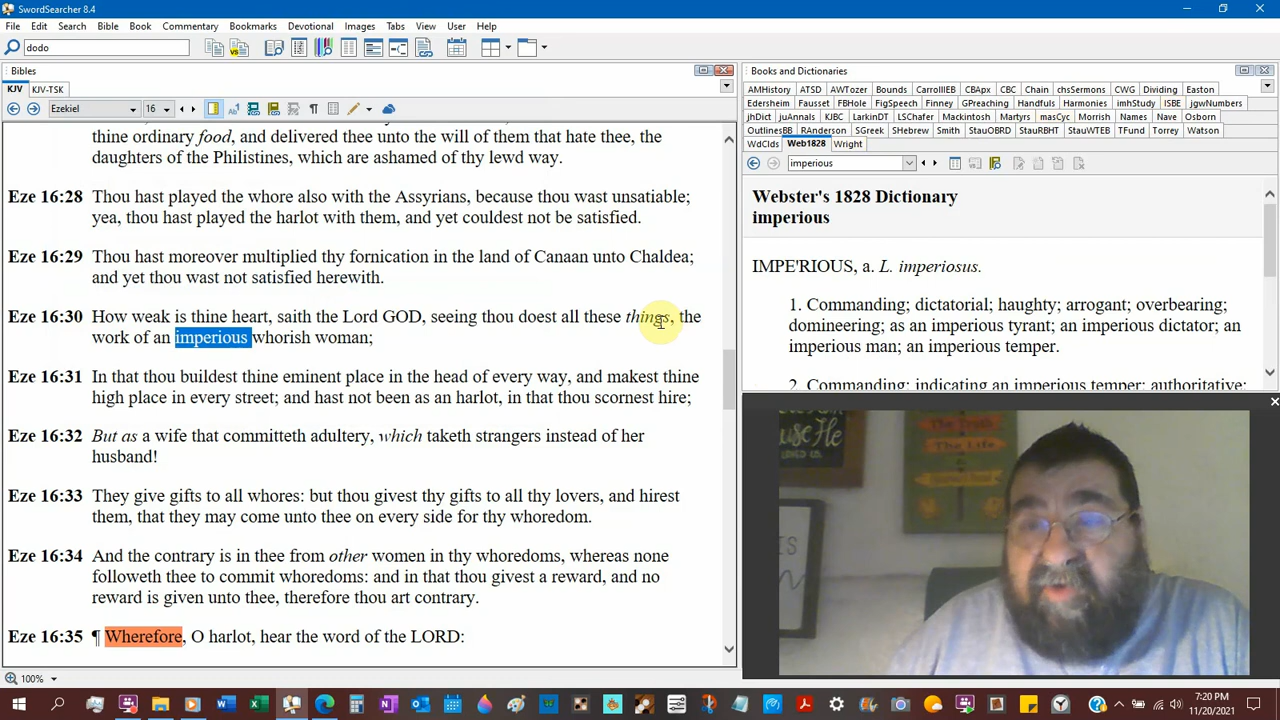 SwordSearcher 8.4
File Edit Search Bible Book Commentary Bookmarks Devotional Images Tabs View User Help
dodo
Bibles
KJV KJV-TSK
Ezekiel 16
thine ordinary food, and delivered thee unto the will of them that hate thee, the
daughters of the Philistines, which are ashamed of thy lewd way.
Eze 16:28 Thou hast played the whore also with the Assyrians, because thou wast unsatiable;
yea, thou hast played the harlot with them, and yet couldest not be satisfied.
Eze 16:29 Thou hast moreover multiplied thy fornication in the land of Canaan unto Chaldea;
and yet thou wast not satisfied herewith.
Eze 16:30 How weak is thine heart, saith the Lord GOD, seeing thou doest all these things, the
work of an imperious whorish woman;
Eze 16:31 In that thou buildest thine eminent place in the head of every way, and makest thine
high place in every street; and hast not been as an harlot, in that thou scornest hire;
Eze 16:32 But as a wife that committeth adultery, which taketh strangers instead of her
husband!
Eze 16:33 They give gifts to all whores: but thou givest thy gifts to all thy lovers, and hirest
them, that they may come unto thee on every side for thy whoredom.
Eze 16:34 And the contrary is in thee from other women in thy whoredoms, whereas none
followeth thee to commit whoredoms: and in that thou givest a reward, and no
reward is given unto thee, therefore thou art contrary.
Eze 16:35 ¶ Wherefore, O harlot, hear the word of the LORD:
100%
Books and Dictionaries
AMHistory ATSD AWTozer Bounds CarrollEB CBApx CBC Chain chsSermons CWG Dividing Easton
Edersheim Fausset FBHole FigSpeech Finney GPreaching Handfuls Harmonies imhStudy ISBE jgwNumbers
jhDict juAnnals KJBC LarkinDT LSChafer Mackintosh Martyrs masCyc Morrish Names Nave Osborn
OutlinesBB RAnderson SGreek SHebrew Smith StauOBRD StauRBHT StauWTEB TFund Torrey Watson
WdClds Web1828 Wright
imperious
Webster's 1828 Dictionary
imperious
IMPE'RIOUS, a. L. imperiosus.
1. Commanding; dictatorial; haughty; arrogant; overbearing;
domineering; as an imperious tyrant; an imperious dictator; an
imperious man; an imperious temper.
2. Commanding; indicating an imperious temper; authoritative;
The Truth
The Life
use He
LOVED US.
IS
7:20 PM
11/20/2021